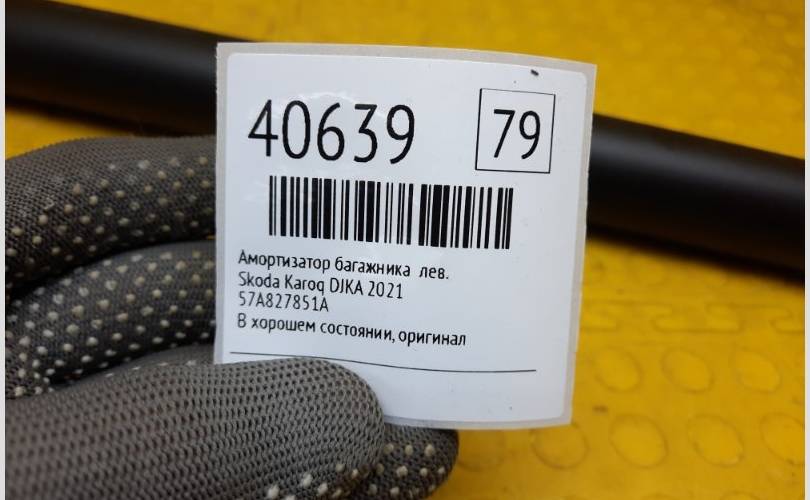 40639 79
Амортизатор багажника лев.
Skoda Karoq DJKA 2021
57A827851A
В хорошем состоянии, оригинал